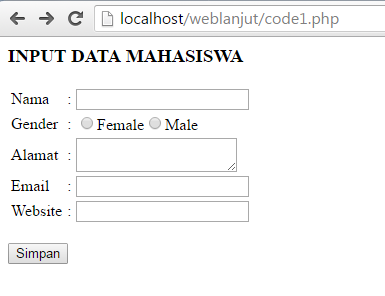 localhost/weblanjut/code1.php
INPUT DATA MAHASISWA
Nama :
Gender : Female Male
Alamat :
Email :
Website :
Simpan